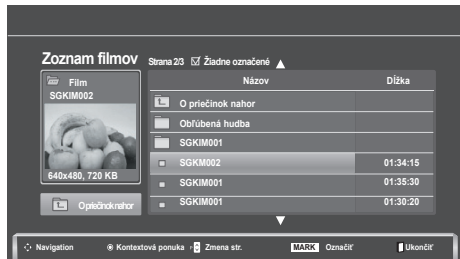 Zoznam filmov Strana 2/3 Žiadne označené
Film
SGKIM002
640x480, 720 KB
O priečinok nahor
Názov Dĺžka
O priečinok nahor
Obľúbená hudba
SGKIM001
SGKM002 01:34:15
SGKIM001 01:35:30
SGKIM001 01:30:20
Navigation Kontextová ponuka Zmena str. MARK Označiť Ukončiť